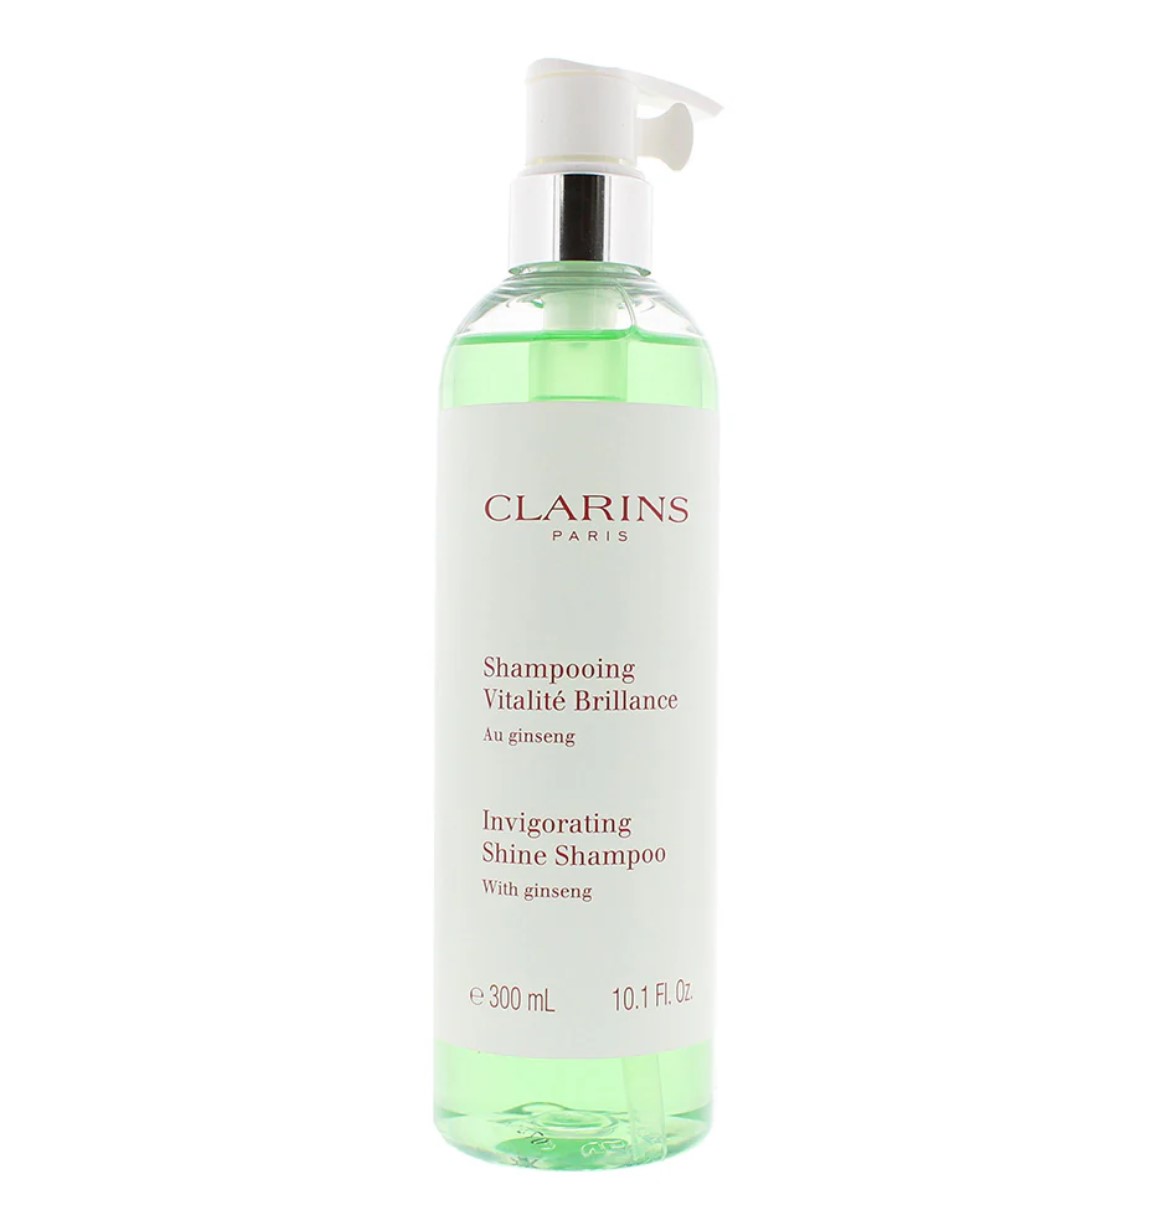 CLARINS
PARIS
Shampooing
Vitalité Brillance
Au ginseng
Invigorating
Shine Shampoo
With ginseng
℮ 300 mL 10.1 Fl. Oz.